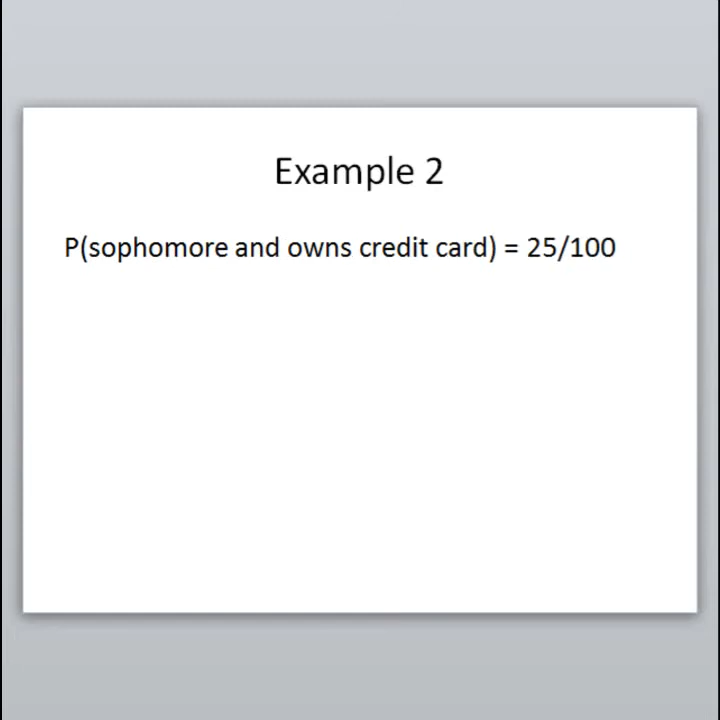 Example 2
P(sophomore and owns credit card) = 25/100